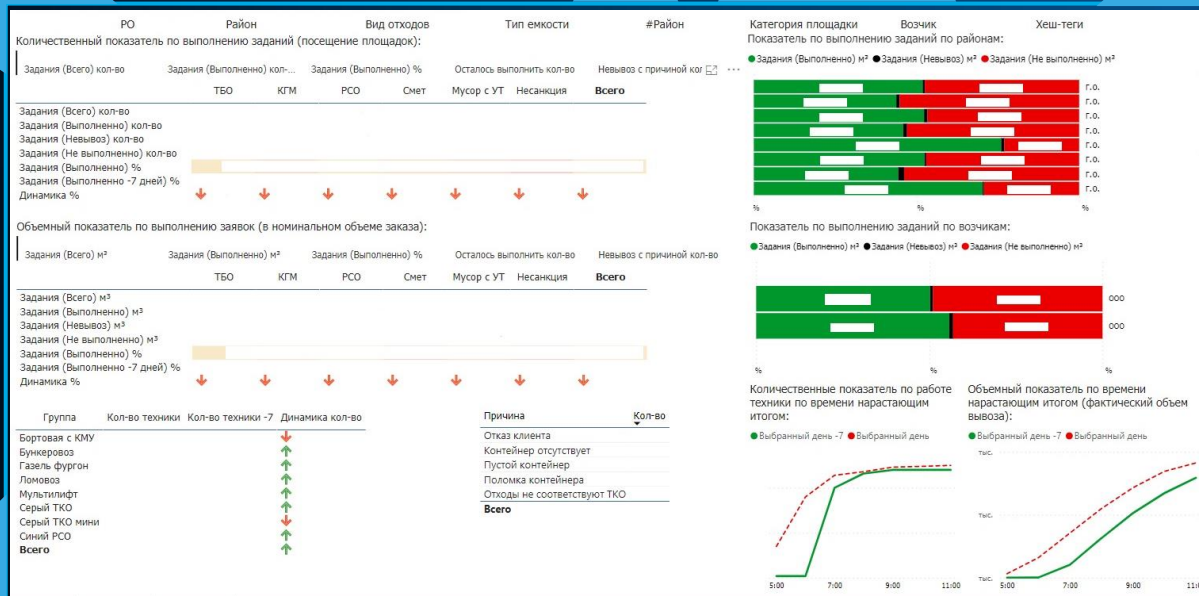 РО Район Вид отходов Тип емкости #Район Категория площадки Возчик Хеш-теги
Количественный показатель по выполнению заданий (посещение площадок):
Задания (Всего) кол-во Задания (Выполненно) кол-... Задания (Выполненно) % Осталось выполнить кол-во Невывоз с причиной кол
ТБО КГМ РСО Смет Мусор с УТ Несанкция Всего
Задания (Всего) кол-во
Задания (Выполненно) кол-во
Задания (Невывоз) кол-во
Задания (Не выполненно) кол-во
Задания (Выполненно) %
Задания (Выполненно -7 дней) %
Динамика %
Объемный показатель по выполнению заявок (в номинальном объеме заказа):
Задания (Всего) м³ Задания (Выполненно) м³ Задания (Выполненно) % Осталось выполнить кол-во Невывоз с причиной кол-во
ТБО КГМ РСО Смет Мусор с УТ Несанкция Всего
Задания (Всего) м³
Задания (Выполненно) м³
Задания (Невывоз) м³
Задания (Не выполненно) м³
Задания (Выполненно) %
Задания (Выполненно -7 дней) %
Динамика %
Группа Кол-во техники Кол-во техники -7 Динамика кол-во
Бортовая с КМУ
Бункеровоз
Газель фургон
Ломовоз
Мультилифт
Серый ТКО
Серый ТКО мини
Синий РСО
Всего
Причина Кол-во
Отказ клиента
Контейнер отсутствует
Пустой контейнер
Поломка контейнера
Отходы не соответствуют ТКО
Всего
Показатель по выполнению заданий по районам:
Задания (Выполненно) м³ Задания (Невывоз) м³ Задания (Не выполненно) м³
г.о.
г.о.
г.о.
г.о.
г.о.
г.о.
г.о.
г.о.
% % %
Показатель по выполнению заданий по возчикам:
Задания (Выполненно) м³ Задания (Невывоз) м³ Задания (Не выполненно) м³
ООО
ООО
% % %
Количественные показатель по работе
техники по времени нарастающим
итогом:
Выбранный день -7 Выбранный день
5:00 7:00 9:00 11:00
Объемный показатель по времени
нарастающим итогом (фактический объем
вывоза):
Выбранный день -7 Выбранный день
тыс.
тыс.
тыс.
5:00 7:00 9:00 11:0